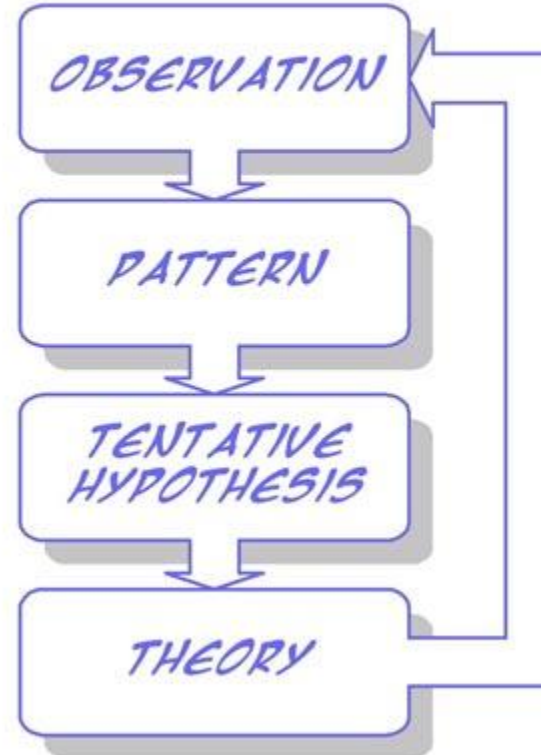 OBSERVATION
PATTERN
TENTATIVE
HYPOTHESIS
THEORY